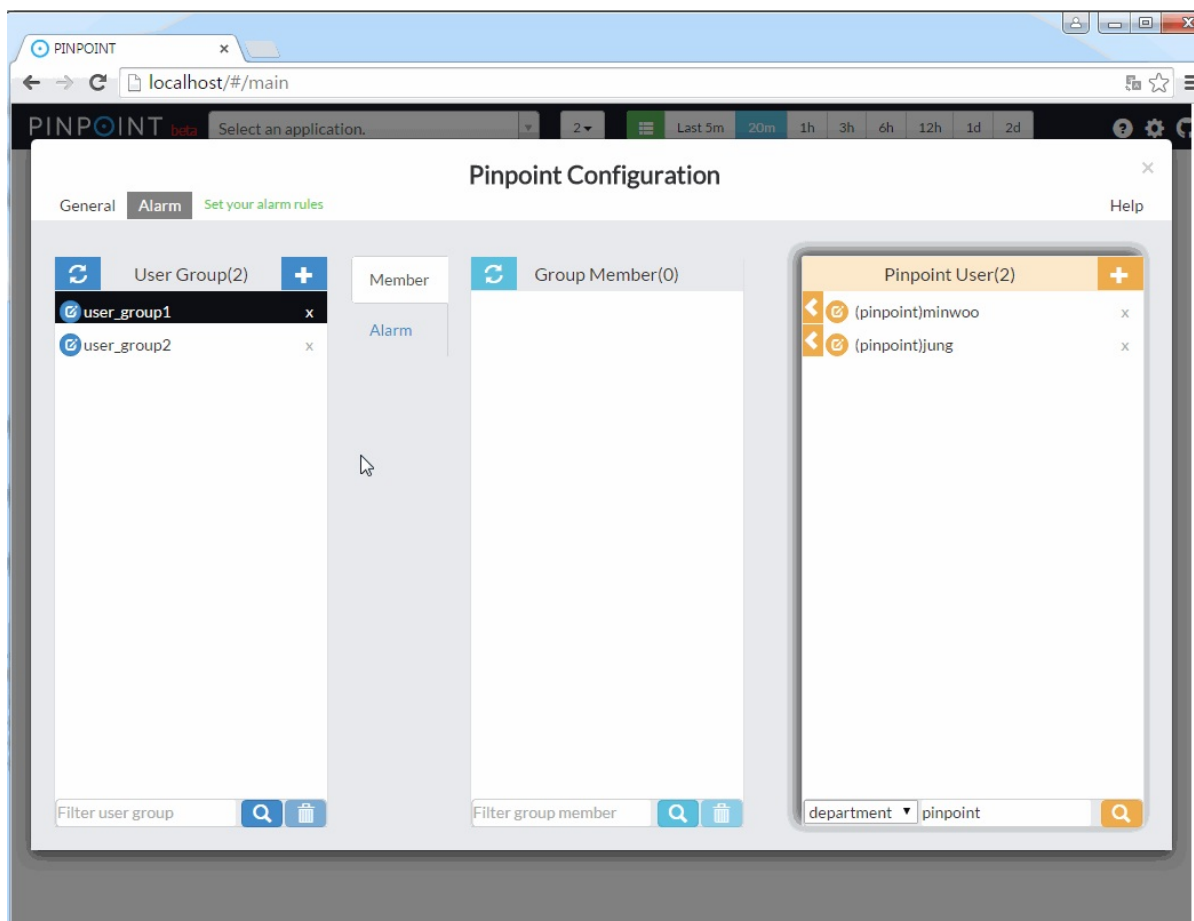 PINPOINT
localhost/#/main
PINPOINT beta Select an application. 2 Last 5m 20m 1h 3h 6h 12h 1d 2d
Pinpoint Configuration
General Alarm Set your alarm rules Help
User Group(2) Member Group Member(0) Pinpoint User(2)
user_group1 x (pinpoint)minwoo x
Alarm
user_group2 x (pinpoint)jung x
Filter user group Filter group member department pinpoint